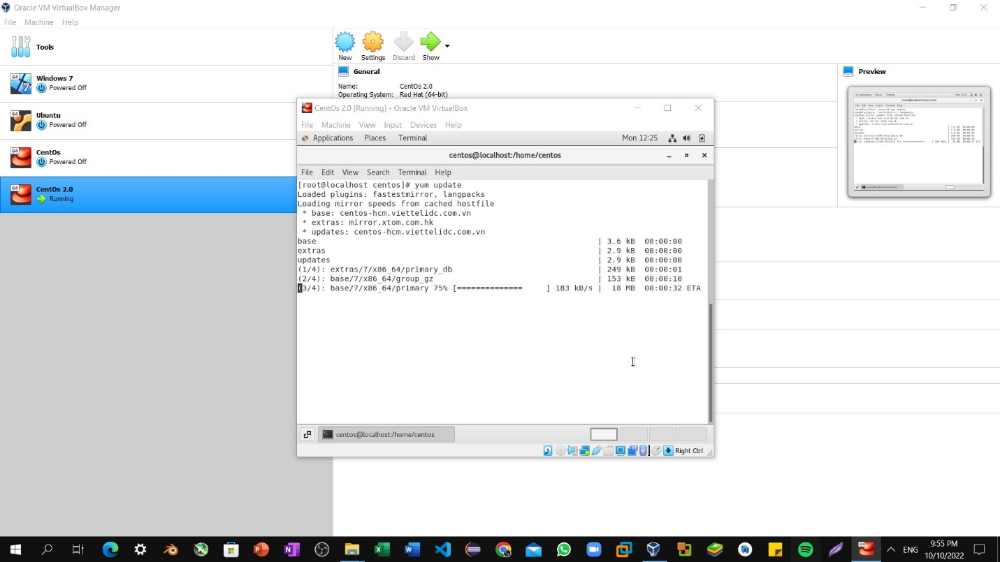 Oracle VM VirtualBox Manager
File Machine Help
Tools
64
Windows 7
Powered Off
64
Ubuntu
Powered Off
64
CentOs
Powered Off
64
CentOs 2.0
Running
New Settings Discard Show
General
Name: CentOs 2.0
Operating System: Red Hat (64-bit)
Preview
CentOs 2.0 [Running] - Oracle VM VirtualBox
File Machine View Input Devices Help
Applications Places Terminal Mon 12:25
centos@localhost:/home/centos
File Edit View Search Terminal Help
[root@localhost centos]# yum update
Loaded plugins: fastestmirror, langpacks
Loading mirror speeds from cached hostfile
* base: centos-hcm.viettelidc.com.vn
* extras: mirror.xtom.com.hk
* updates: centos-hcm.viettelidc.com.vn
base | 3.6 kB 00:00:00
extras | 2.9 kB 00:00:00
updates | 2.9 kB 00:00:00
(1/4): extras/7/x86_64/primary_db | 249 kB 00:00:01
(2/4): base/7/x86_64/group_gz | 153 kB 00:00:10
(3/4): base/7/x86_64/primary 75% [============== ] 183 kB/s | 18 MB 00:00:32 ETA
centos@localhost:/home/centos
Right Ctrl
ENG
9:55 PM
10/10/2022